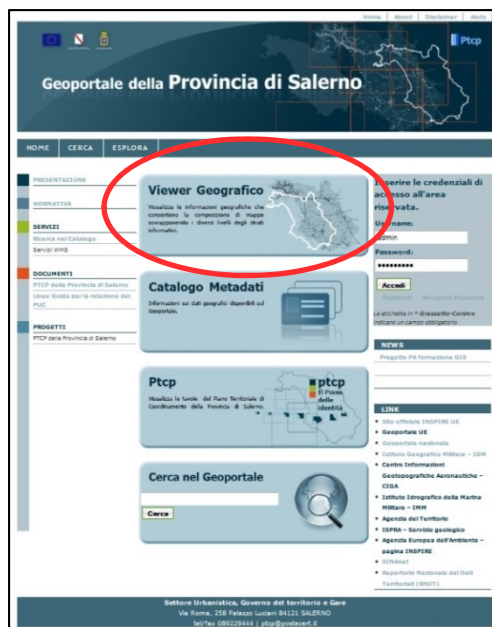 Home | About | Disclaimer | Aiuto
Ptcp
Geoportale della Provincia di Salerno
HOME CERCA ESPLORA
PRESENTAZIONE
NORMATIVA
SERVIZI
Ricerca nel Catalogo
Servizi WMS
DOCUMENTI
PTCP della Provincia di Salerno
Linee Guida per la redazione del
PUC
PROGETTI
PTCP della Provincia di Salerno
Viewer Geografico
Visualizza le informazioni geografiche che
consentono la composizione di mappe
sovrapponendo i diversi livelli degli strati
informativi.
Catalogo Metadati
Informazioni sui dati geografici disponibili sul
Geoportale.
Ptcp
Visualizza le tavole del Piano Territoriale di
Coordinamento della Provincia di Salerno.
ptcp
il Piano
delle
identità
Cerca nel Geoportale
Cerca
Inserire le credenziali di
accesso all'area
riservata.
Username:
admin
Password:
Accedi
Registrati Recupero Password
Le etichette in * Grassetto-Corsivo
indicano un campo obbligatorio
NEWS
Progetto PA formazione GIS
LINK
Sito ufficiale INSPIRE UE
Geoportale UE
Geoportale nazionale
Istituto Geografico Militare – IGM
Centro Informazioni
Geotopografiche Aeronautiche –
CIGA
Istituto Idrografico della Marina
Militare – IMM
Agenzia del Territorio
ISPRA – Servizio geologico
Agenzia Europea dell'Ambiente –
pagina INSPIRE
SINAnet
Repertorio Nazionale dei Dati
Territoriali (RNDT)
Settore Urbanistica, Governo del territorio e Gare
Via Roma, 258 Palazzo Luciani 84121 SALERNO
tel/fax 089229444 | ptcp@postecert.it